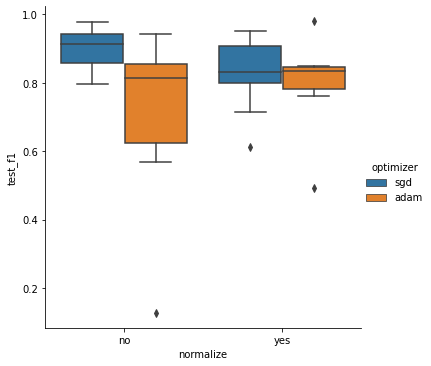 1.0
0.8
0.6
0.4
0.2
test_f1
no
yes
normalize
optimizer
sgd
adam